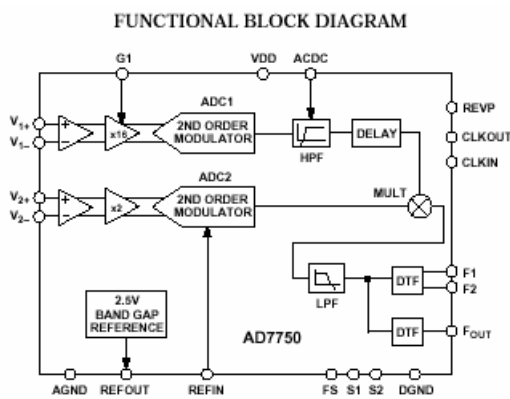 FUNCTIONAL BLOCK DIAGRAM
G1
VDD
ACDC
ADC1
V1+
V1–
+
–
x16
2ND ORDER
MODULATOR
HPF
DELAY
REVP
CLKOUT
CLKIN
ADC2
V2+
V2–
+
–
x2
2ND ORDER
MODULATOR
MULT
LPF
DTF
F1
F2
DTF
FOUT
2.5V
BAND GAP
REFERENCE
AD7750
AGND
REFOUT
REFIN
FS
S1
S2
DGND